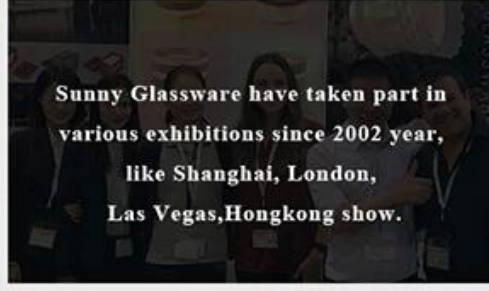 Sunny Glassware have taken part in
various exhibitions since 2002 year,
like Shanghai, London,
Las Vegas,Hongkong show.